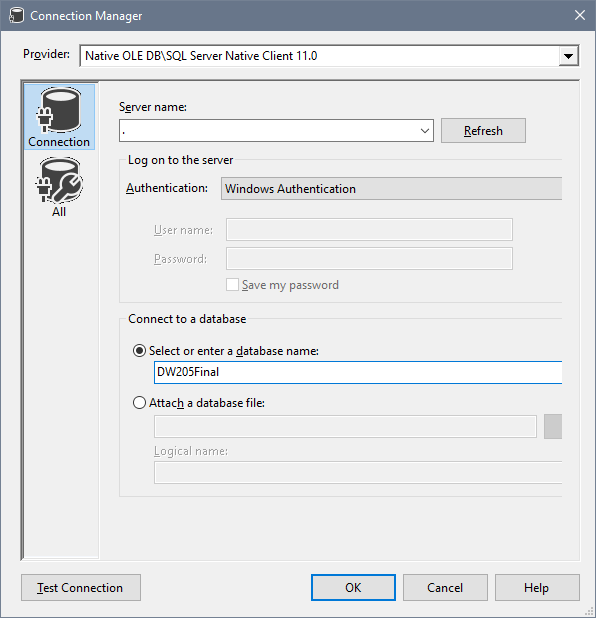 Connection Manager
Provider: Native OLE DB\SQL Server Native Client 11.0
Connection
All
Server name:
. Refresh
Log on to the server
Authentication: Windows Authentication
User name:
Password:
Save my password
Connect to a database
Select or enter a database name:
DW205Final
Attach a database file:
Logical name:
Test Connection OK Cancel Help